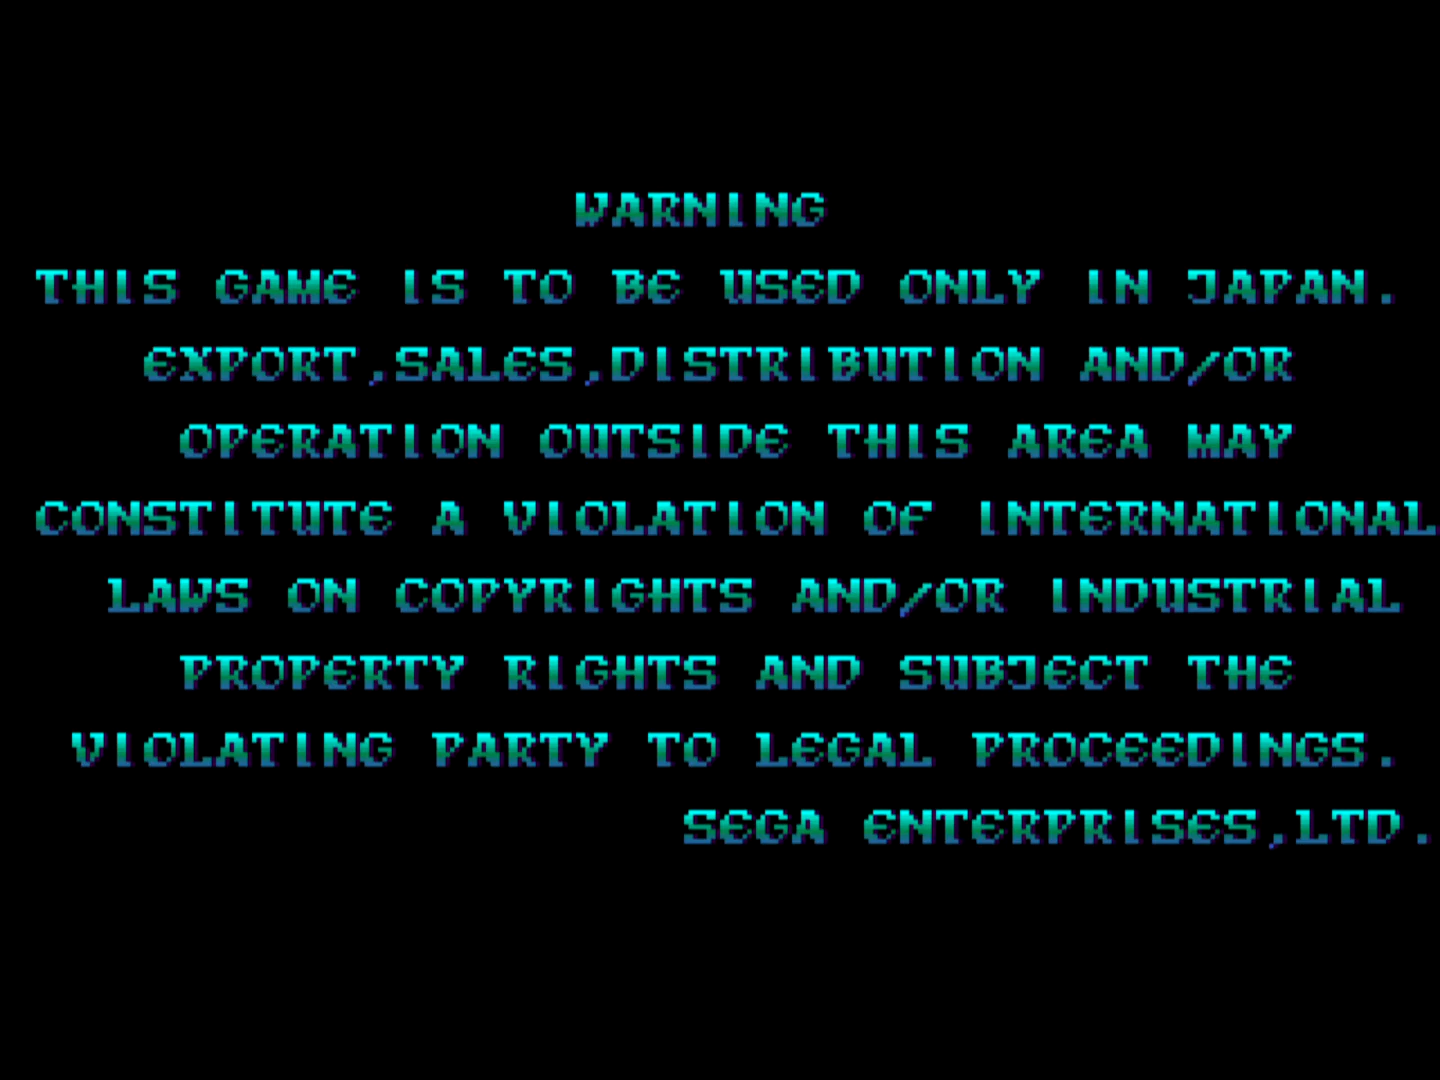 WARNING
THIS GAME IS TO BE USED ONLY IN JAPAN.
EXPORT,SALES,DISTRIBUTION AND/OR
OPERATION OUTSIDE THIS AREA MAY
CONSTITUTE A VIOLATION OF INTERNATIONAL
LAWS ON COPYRIGHTS AND/OR INDUSTRIAL
PROPERTY RIGHTS AND SUBJECT THE
VIOLATING PARTY TO LEGAL PROCEEDINGS.
SEGA ENTERPRISES,LTD.